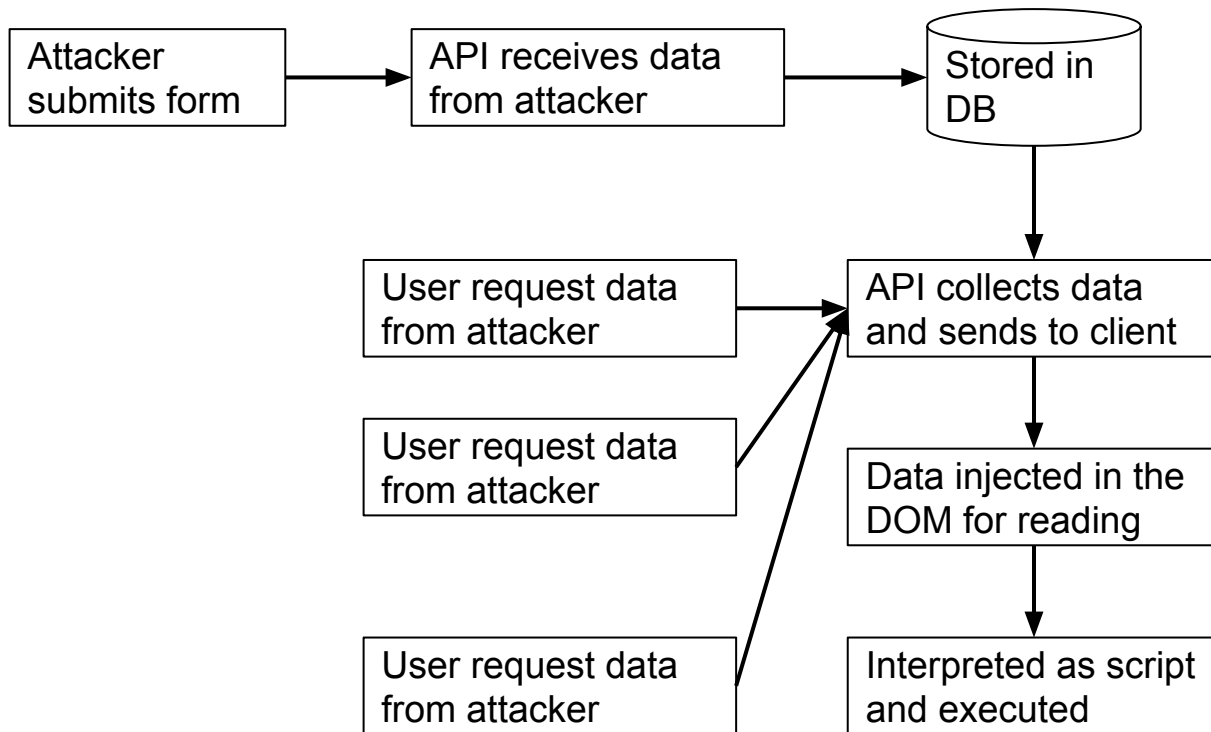 Attacker
submits form
API receives data
from attacker
Stored in
DB
User request data
from attacker
API collects data
and sends to client
User request data
from attacker
Data injected in the
DOM for reading
User request data
from attacker
Interpreted as script
and executed